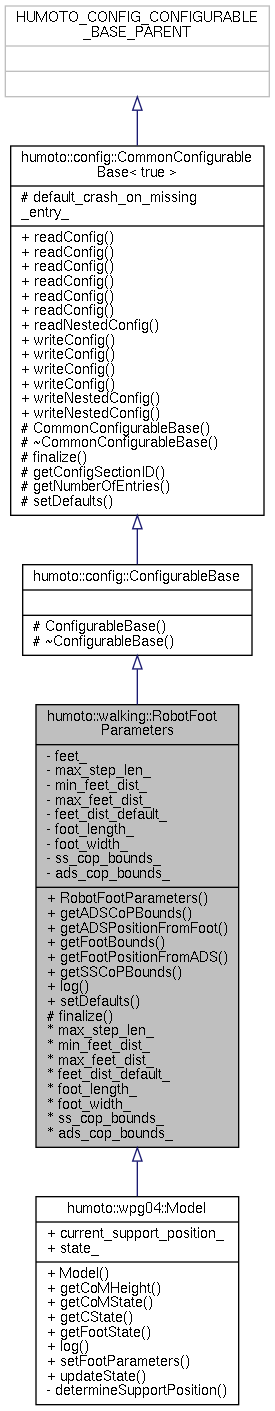 HUMOTO_CONFIG_CONFIGURABLE
_BASE_PARENT
humoto::config::CommonConfigurable
Base< true >
# default_crash_on_missing
_entry_
+ readConfig()
+ readConfig()
+ readConfig()
+ readConfig()
+ readConfig()
+ readConfig()
+ readNestedConfig()
+ writeConfig()
+ writeConfig()
+ writeConfig()
+ writeConfig()
+ writeNestedConfig()
+ writeNestedConfig()
# CommonConfigurableBase()
# ~CommonConfigurableBase()
# finalize()
# getConfigSectionID()
# getNumberOfEntries()
# setDefaults()
humoto::config::ConfigurableBase
# ConfigurableBase()
# ~ConfigurableBase()
humoto::walking::RobotFoot
Parameters
- feet_
- max_step_len_
- min_feet_dist_
- max_feet_dist_
- feet_dist_default_
- foot_length_
- foot_width_
- ss_cop_bounds_
- ads_cop_bounds_
+ RobotFootParameters()
+ getADSCoPBounds()
+ getADSPositionFromFoot()
+ getFootBounds()
+ getFootPositionFromADS()
+ getSSCoPBounds()
+ log()
+ setDefaults()
# finalize()
* max_step_len_
* min_feet_dist_
* max_feet_dist_
* feet_dist_default_
* foot_length_
* foot_width_
* ss_cop_bounds_
* ads_cop_bounds_
humoto::wpg04::Model
+ current_support_position_
+ state_
+ Model()
+ getCoMHeight()
+ getCoMState()
+ getCState()
+ getFootState()
+ log()
+ setFootParameters()
+ updateState()
- determineSupportPosition()